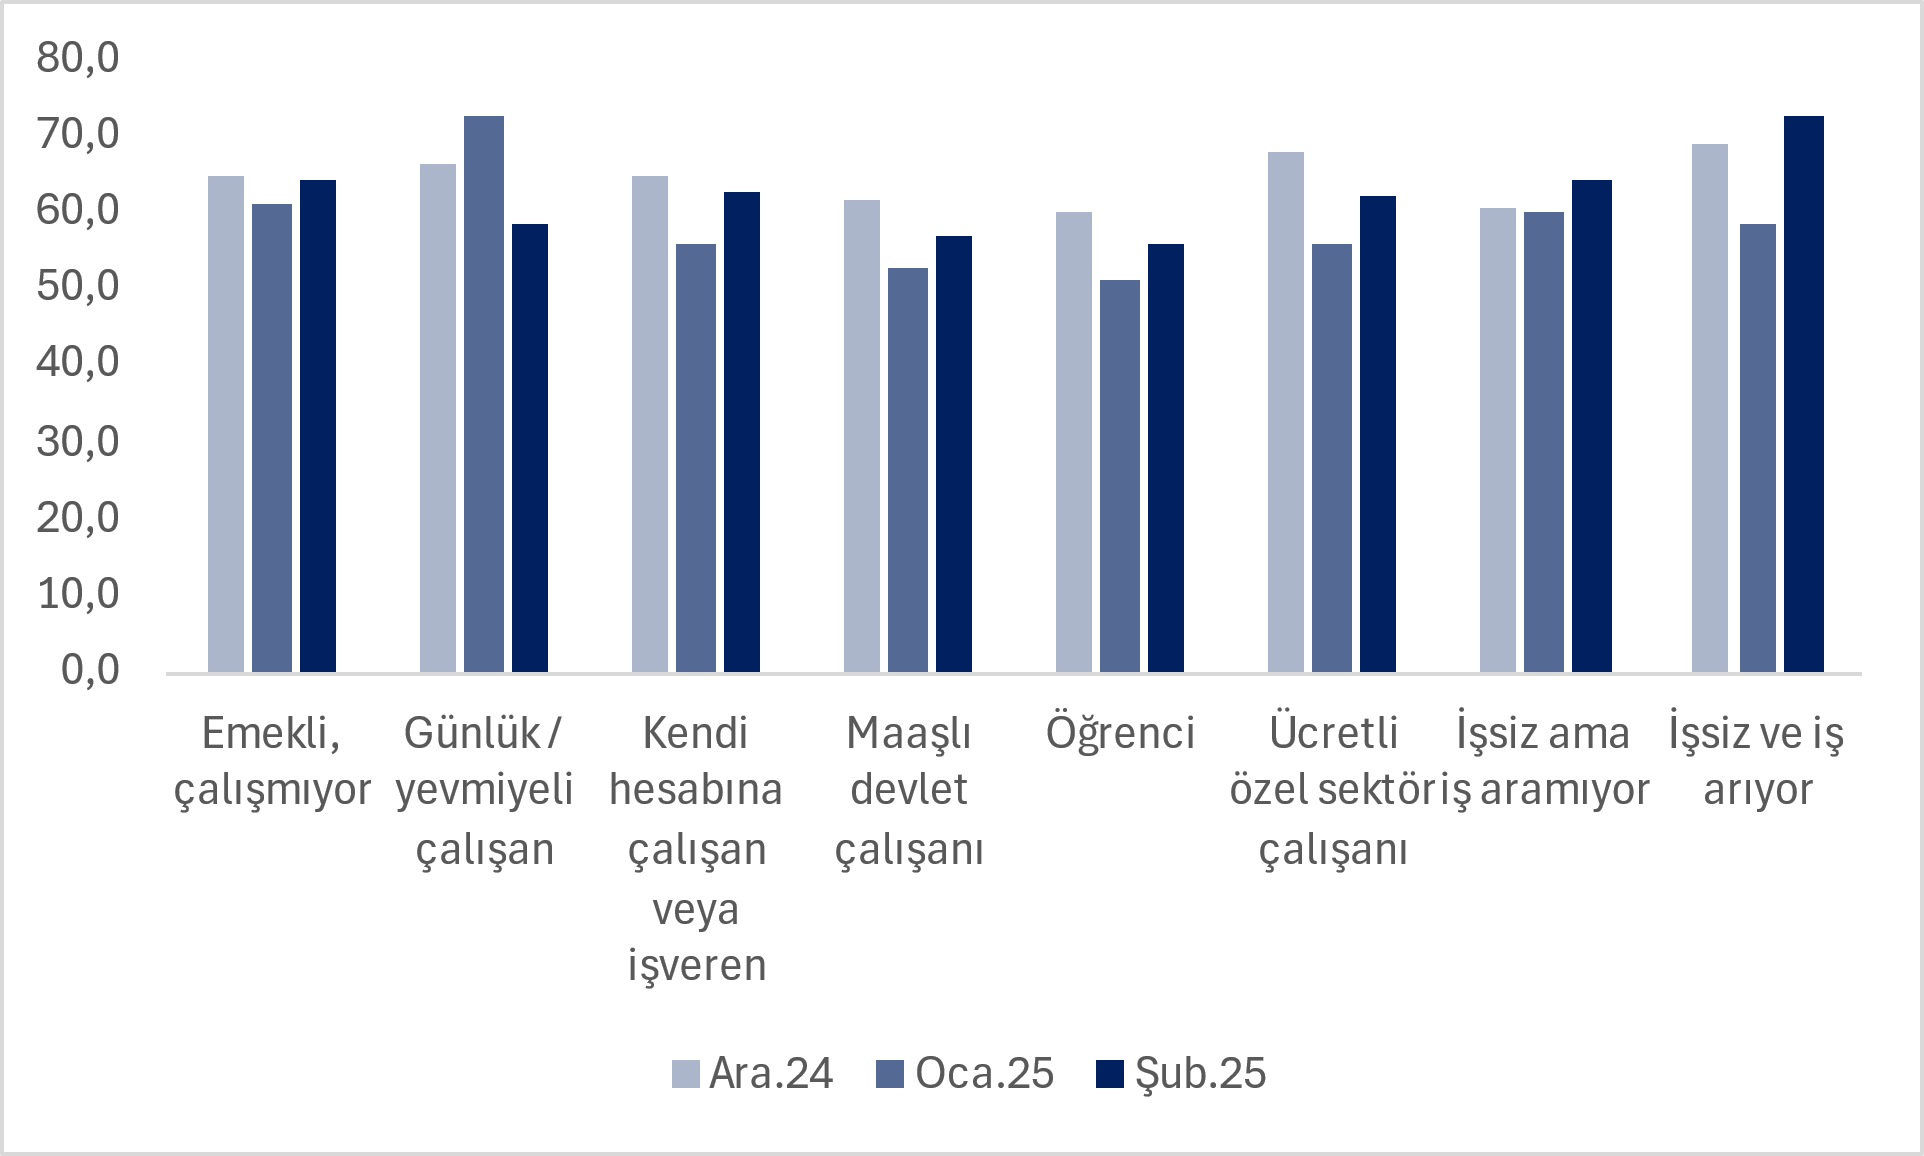 80,0
70,0
60,0
50,0
40,0
30,0
20,0
10,0
0,0
Emekli,
çalışmıyor
Günlük /
yevmiyeli
çalışan
Kendi
hesabına
çalışan
veya
işveren
Maaşlı
devlet
çalışanı
Öğrenci
Ücretli
özel sektör
çalışanı
İşsiz ama
iş aramıyor
İşsiz ve iş
arıyor
Ara.24
Oca.25
Şub.25